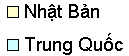 Nhật Bản
Trung Quốc